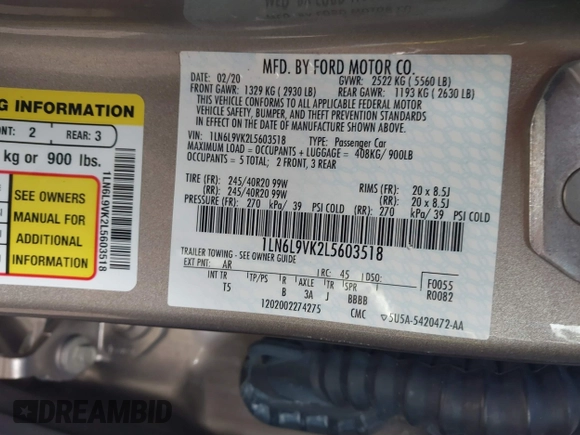 G INFORMATION
NT: 2 REAR: 3
kg or 900 lbs.
SEE OWNERS
MANUAL FOR
ADDITIONAL
INFORMATION
1LN6L9VK2L5603518
MFD. BY FORD MOTOR CO.
02/20 GVWR: 2522 KG ( 5560 LB)
FRONT GAWR: 1329 KG ( 2930 LB) REAR GAWR: 1193 KG ( 2630 LB)
THIS VEHICLE CONFORMS TO ALL APPLICABLE FEDERAL MOTOR
VEHICLE SAFETY, BUMPER, AND THEFT PREVENTION STANDARDS
IN EFFECT ON THE DATE OF MANUFACTURE SHOWN ABOVE.
VIN: 1LN6L9VK2L5603518 TYPE: Passenger Car
MAXIMUM LOAD = OCCUPANTS + LUGGAGE = 408KG/ 900LB
OCCUPANTS = 5 TOTAL: 2 FRONT, 3 REAR
TIRE (FR): 245/40R20 99W RIMS (FR): 20 x 8.5J
(RR): 245/40R20 99W (RR): 20 x 8.5J
PRESSURE (FR): 270 kPa/ 39 PSI COLD (RR): 270 kPa/ 39 PSI COLD
1LN6L9VK2L5603518
TRAILER TOWING - SEE OWNER GUIDE
EXT PNT: AR RC: 45 DSO: F0055
INT TR TP/PS R AXLE TR SPR R0082
T5 B 3A J BBBB
1202002274275 CMC 5U5A-5420472-AA
DREAMBID